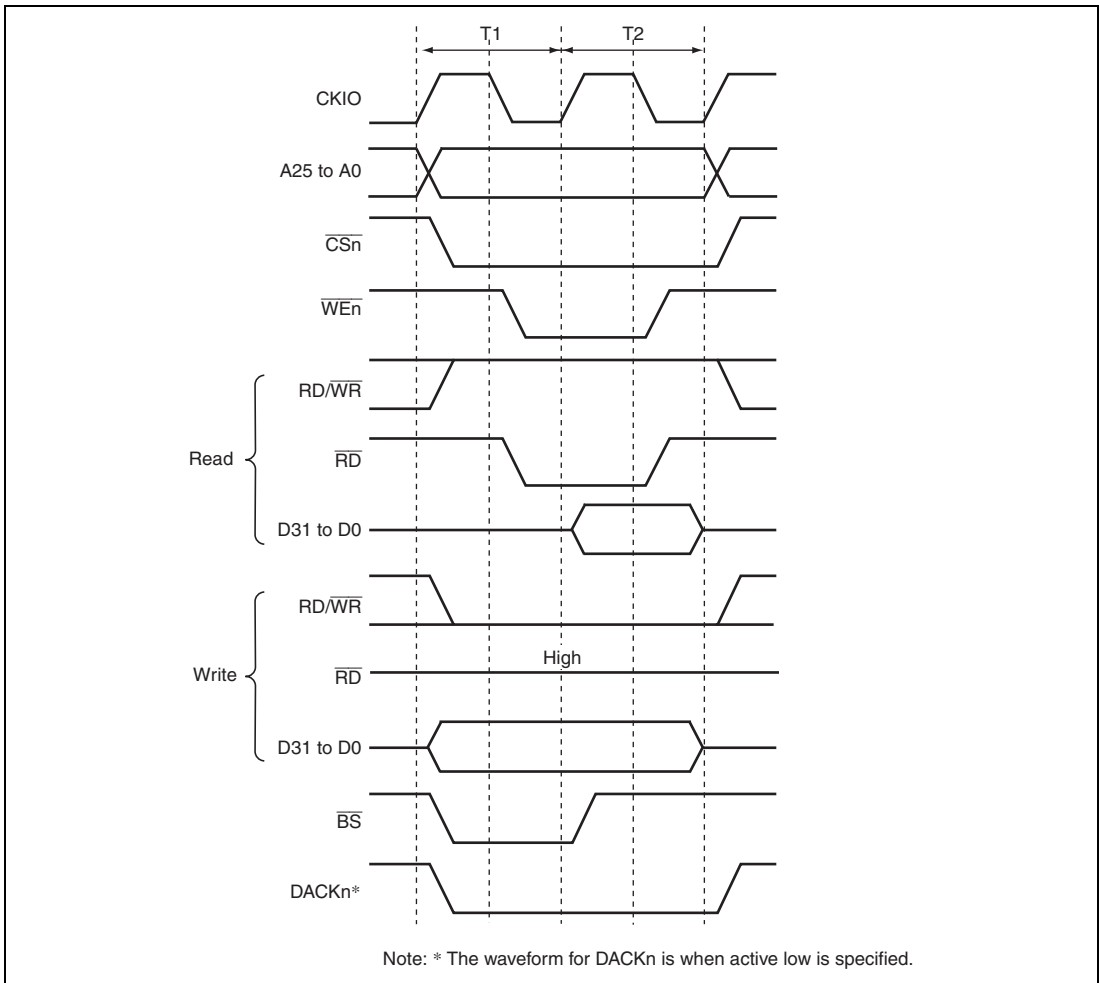 T1 T2
CKIO
A25 to A0
CSn
WEn
RD/WR
Read
RD
D31 to D0
RD/WR
High
Write
RD
D31 to D0
BS
DACKn*
Note: * The waveform for DACKn is when active low is specified.